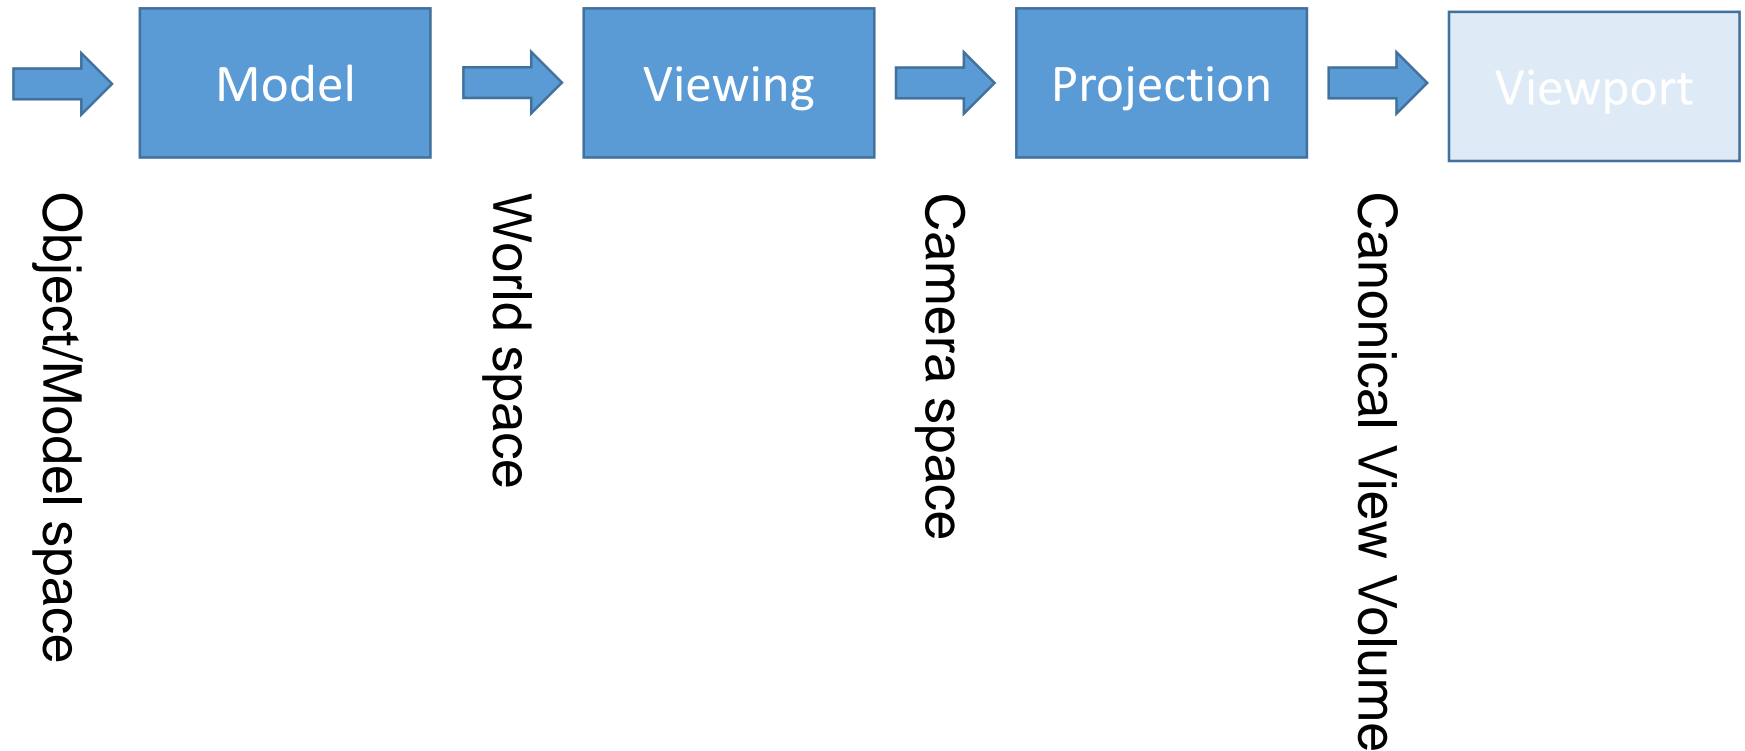 Model
Viewing
Projection
Viewport
Object/Model space
World space
Camera space
Canonical View Volume